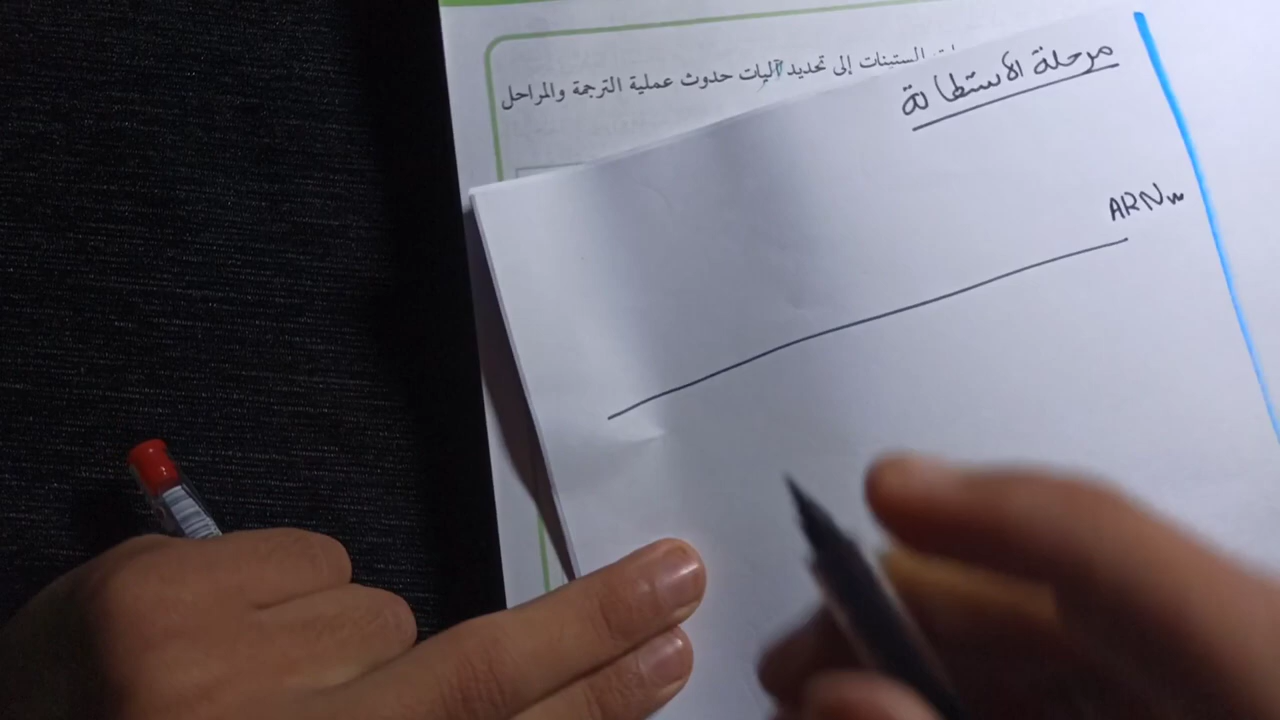 الستينات إلى تحديد آليات حدوث عملية الترجمة والمراحل
مرحلة الاستطالة
ARNm